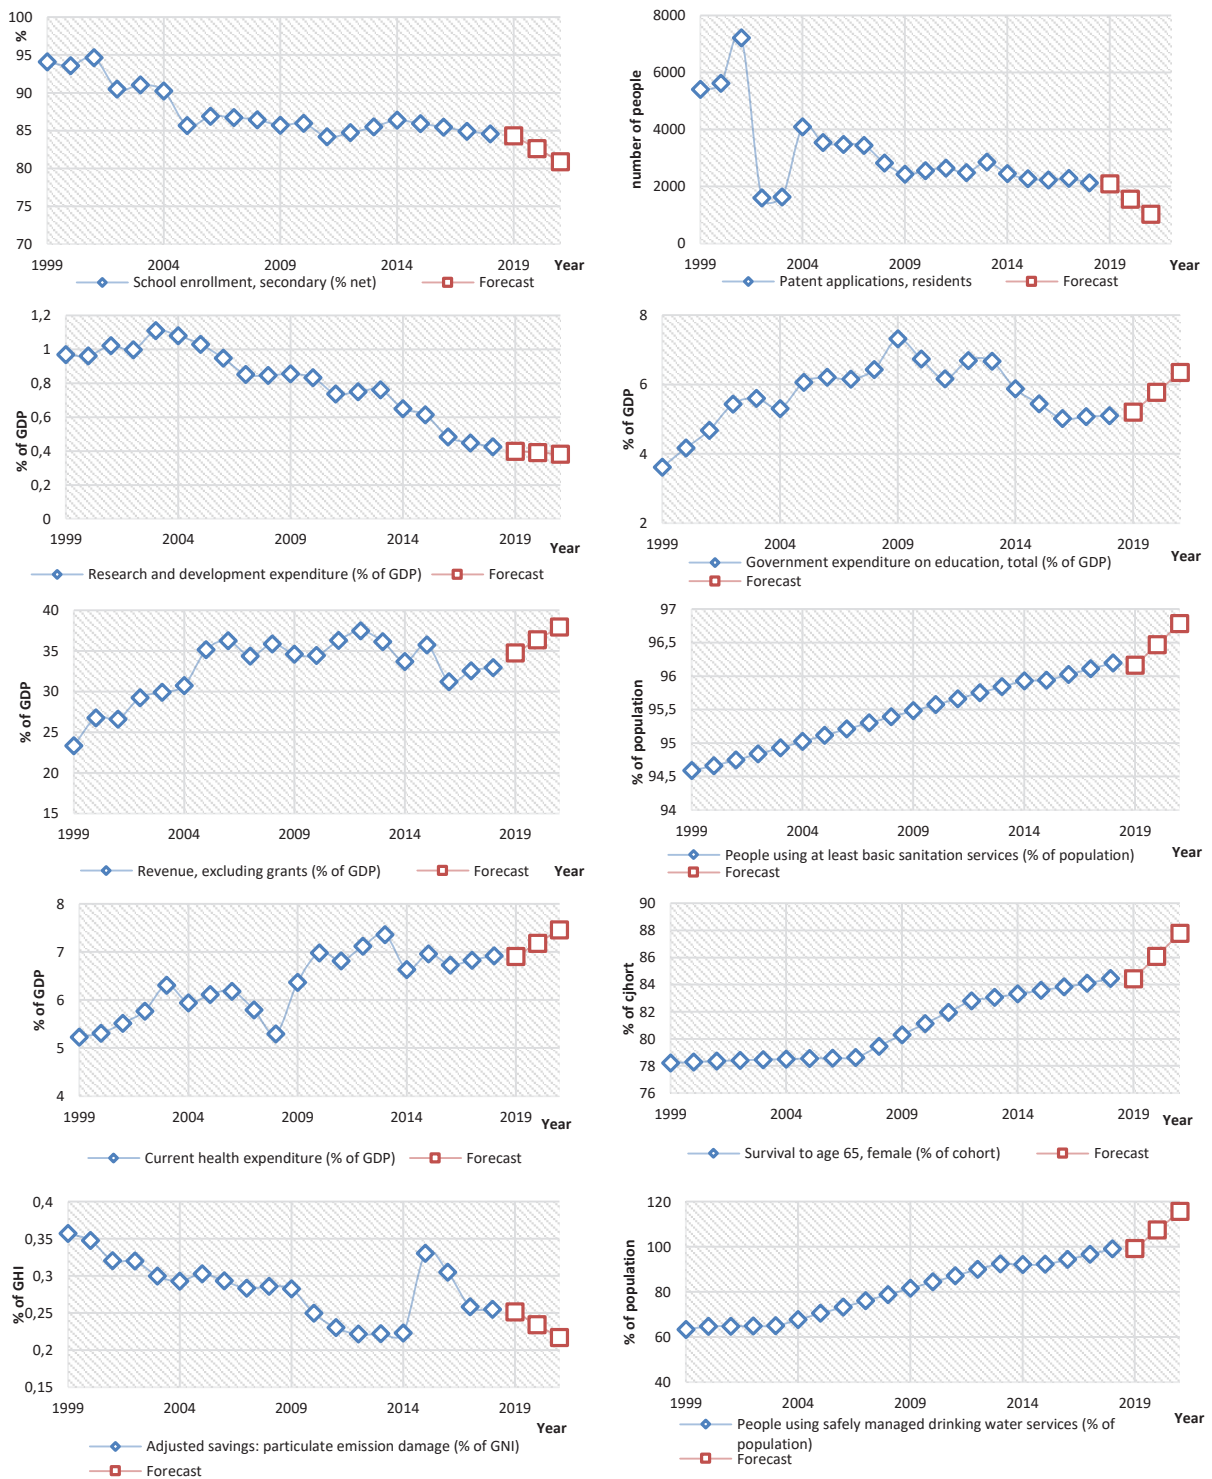 100
95
90
85
80
75
70
%
1999
2004
2009
2014
2019
Year
School enrollment, secondary (% net)
Forecast
8000
6000
4000
2000
0
number of people
1999
2004
2009
2014
2019
Year
Patent applications, residents
Forecast
1,2
1
0,8
0,6
0,4
0,2
0
% of GDP
1999
2004
2009
2014
2019
Year
Research and development expenditure (% of GDP)
Forecast
8
6
4
2
% of GDP
1999
2004
2009
2014
2019
Year
Government expenditure on education, total (% of GDP)
Forecast
40
35
30
25
20
15
% of GDP
1999
2004
2009
2014
2019
Revenue, excluding grants (% of GDP)
Forecast
Year
97
96,5
96
95,5
95
94,5
94
% of population
1999
2004
2009
2014
2019
People using at least basic sanitation services (% of population)
Year
Forecast
8
7
6
5
4
% of GDP
1999
2004
2009
2014
2019
Year
Current health expenditure (% of GDP)
Forecast
90
88
86
84
82
80
78
76
% of cjhort
1999
2004
2009
2014
2019
Year
Survival to age 65, female (% of cohort)
Forecast
0,4
0,35
0,3
0,25
0,2
0,15
% of GHI
1999
2004
2009
2014
2019
Year
Adjusted savings: particulate emission damage (% of GNI)
Forecast
120
100
80
60
40
% of population
1999
2004
2009
2014
2019
Year
People using safely managed drinking water services (% of
population)
Forecast